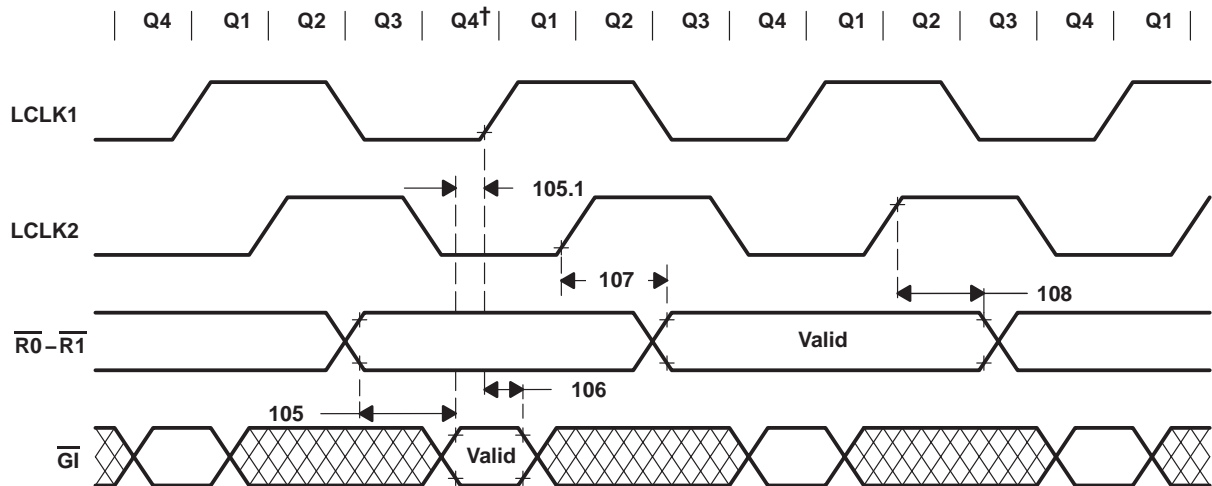 Q4 Q1 Q2 Q3 Q4† Q1 Q2 Q3 Q4 Q1 Q2 Q3 Q4 Q1
LCLK1
105.1
LCLK2
107
108
R0–R1 Valid
106
105
GI Valid